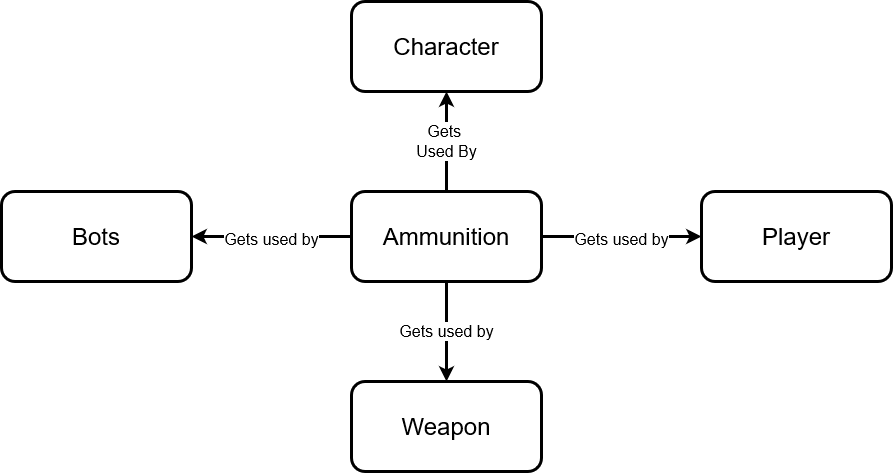 Character
Gets
Used By
Bots
Gets used by
Ammunition
Gets used by
Player
Gets used by
Weapon